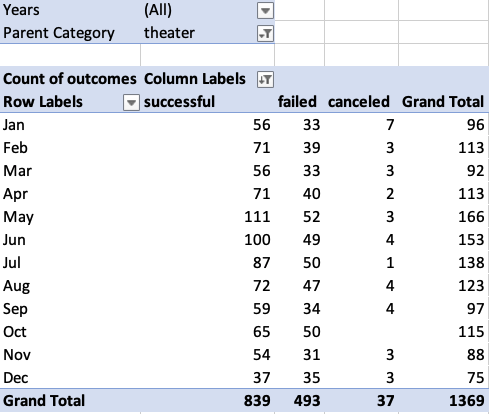 Years (All)
Parent Category theater
Count of outcomes Column Labels
Row Labels successful failed canceled Grand Total
Jan 56 33 7 96
Feb 71 39 3 113
Mar 56 33 3 92
Apr 71 40 2 113
May 111 52 3 166
Jun 100 49 4 153
Jul 87 50 1 138
Aug 72 47 4 123
Sep 59 34 4 97
Oct 65 50 115
Nov 54 31 3 88
Dec 37 35 3 75
Grand Total 839 493 37 1369